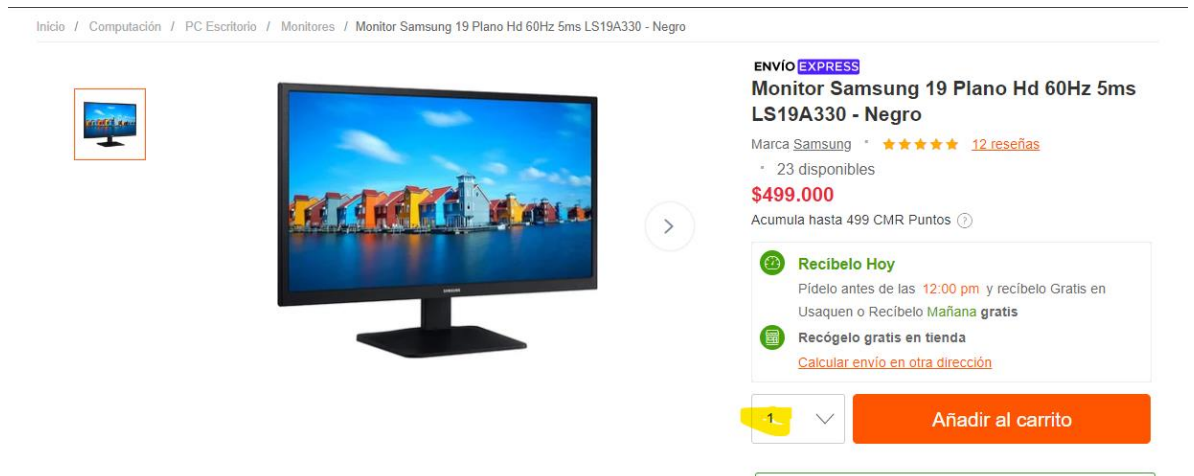 Inicio / Computación / PC Escritorio / Monitores / Monitor Samsung 19 Plano Hd 60Hz 5ms LS19A330 - Negro
ENVÍO EXPRESS
Monitor Samsung 19 Plano Hd 60Hz 5ms
LS19A330 - Negro
Marca Samsung 12 reseñas
23 disponibles
$499.000
Acumula hasta 499 CMR Puntos ?
Recibelo Hoy
Pídelo antes de las 12:00 pm y recíbelo Gratis en
Usaquen o Recíbelo Mañana gratis
Recógelo gratis en tienda
Calcular envío en otra dirección
1 Añadir al carrito
SAMSUNG